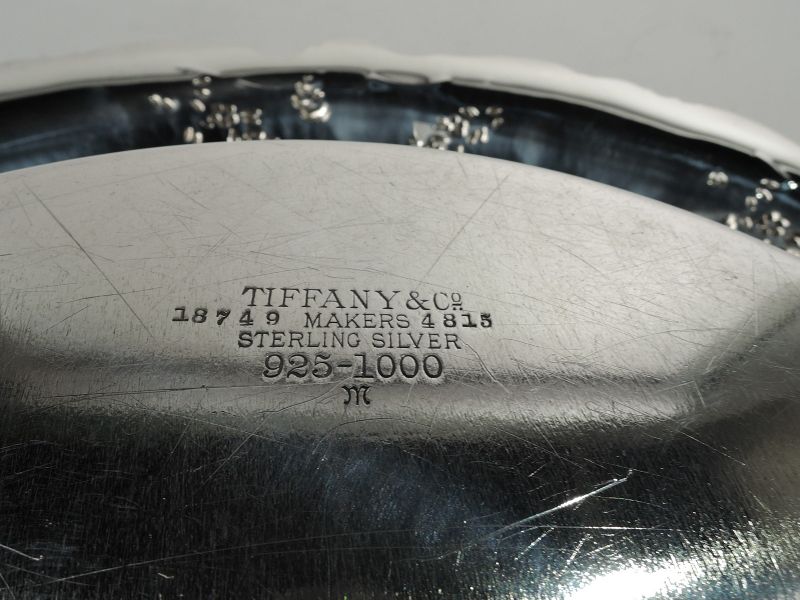 TIFFANY & Cº
18749 MAKERS 4815
STERLING SILVER
925-1000
M